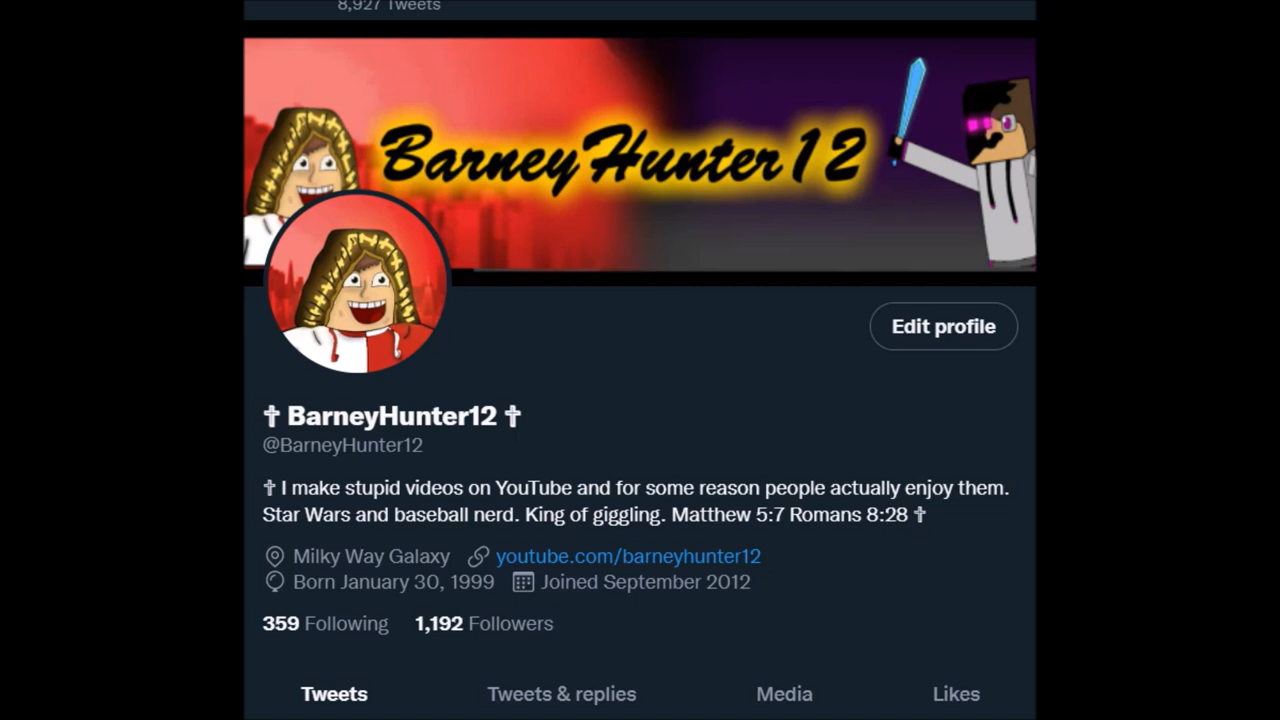 8,927 Tweets
BarneyHunter12
Edit profile
✝ BarneyHunter12 ✝
@BarneyHunter12
✝ I make stupid videos on YouTube and for some reason people actually enjoy them.
Star Wars and baseball nerd. King of giggling. Matthew 5:7 Romans 8:28 ✝
Milky Way Galaxy youtube.com/barneyhunter12
Born January 30, 1999 Joined September 2012
359 Following 1,192 Followers
Tweets Tweets & replies Media Likes